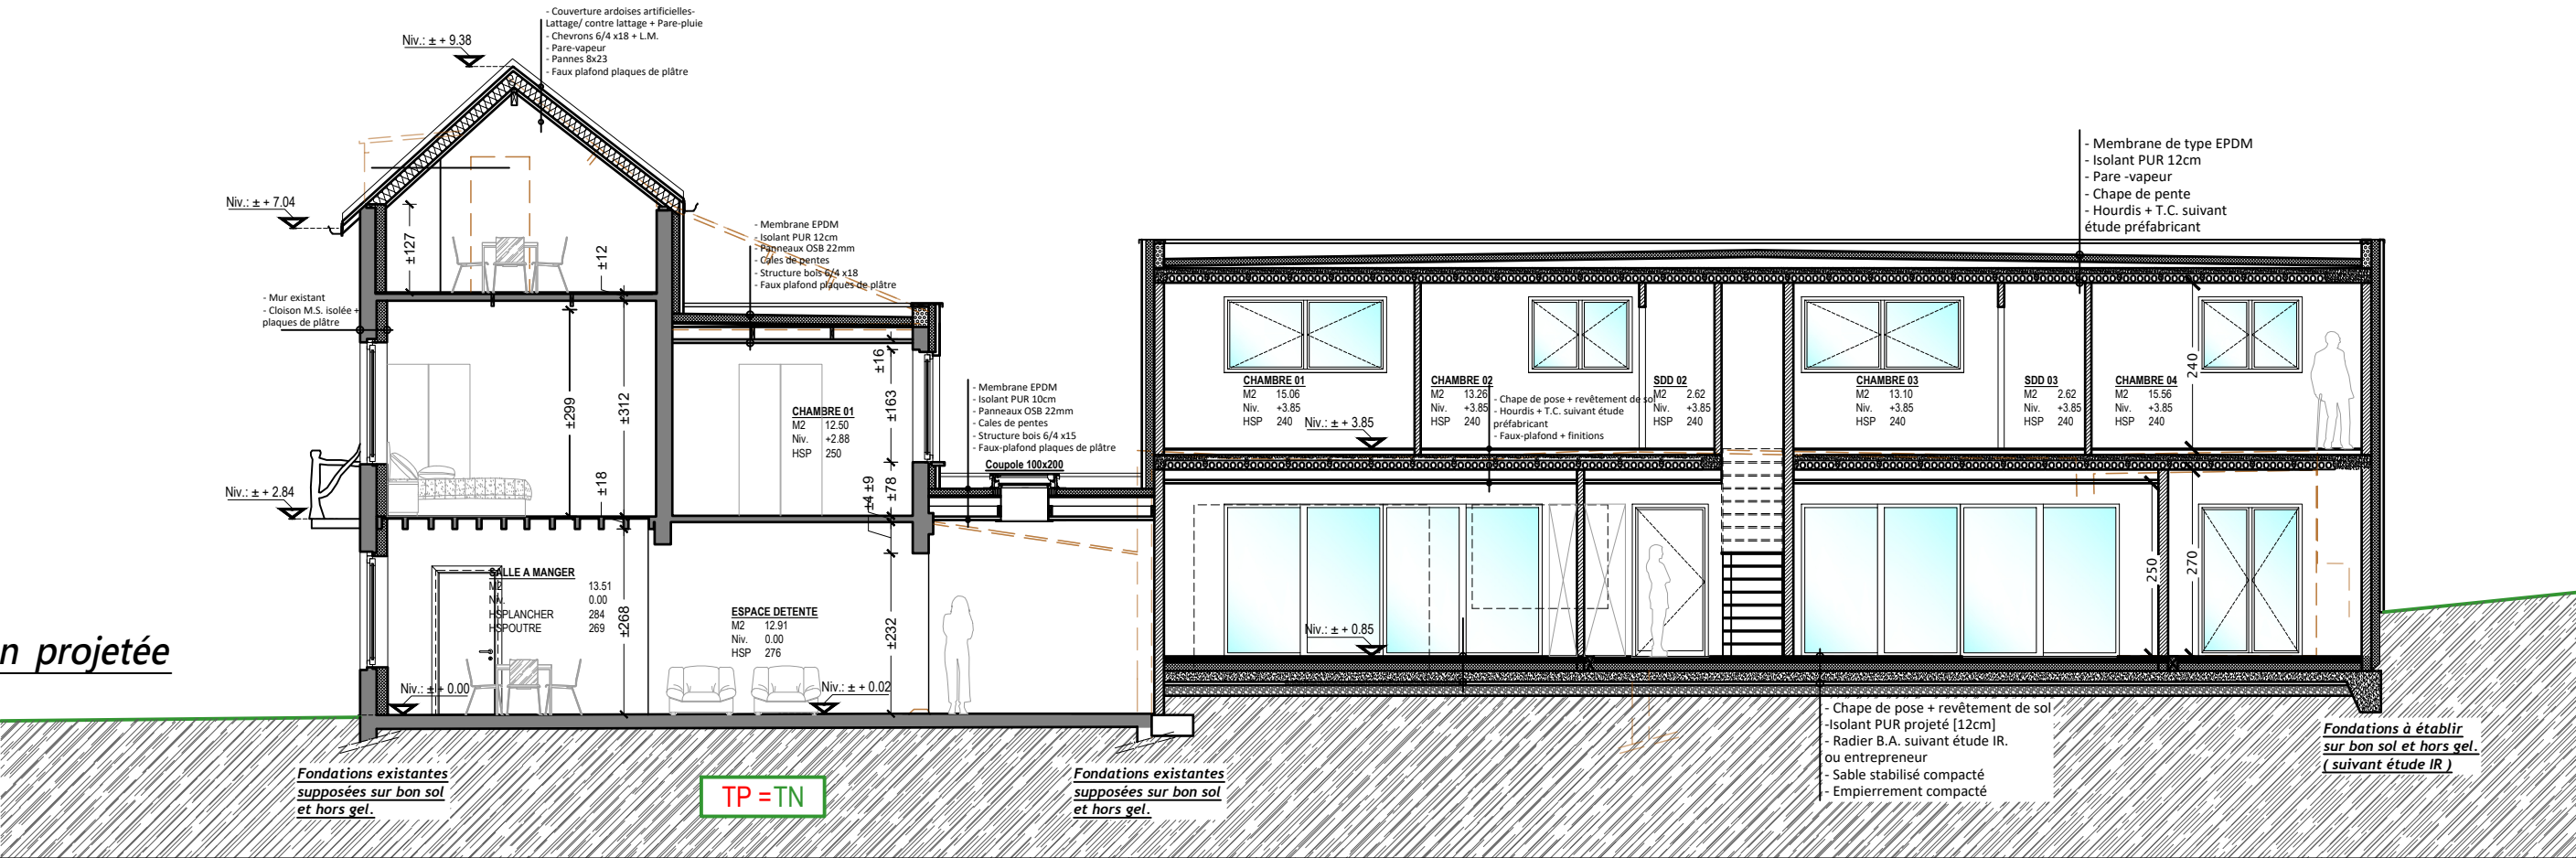 - Couverture ardoises artificielles-
Lattage/ contre lattage + Pare-pluie
- Chevrons 6/4 x18 + L.M.
- Pare-vapeur
- Pannes 8x23
- Faux plafond plaques de plâtre
Niv.: ± + 9.38
Niv.: ± + 7.04
±127
±12
- Mur existant
- Cloison M.S. isolée +
plaques de plâtre
- Membrane EPDM
- Isolant PUR 12cm
- Panneaux OSB 22mm
- Cales de pentes
- Structure bois 6/4 x18
- Faux plafond plaques de plâtre
±299
±312
±18
±16
±163
±78
±4 ±9
CHAMBRE 01
M2 12.50
Niv. +2.88
HSP 250
Niv.: ± + 2.84
- Membrane EPDM
- Isolant PUR 10cm
- Panneaux OSB 22mm
- Cales de pentes
- Structure bois 6/4 x15
- Faux-plafond plaques de plâtre
Coupole 100x200
SALLE A MANGER
M2 13.51
Niv. 0.00
HSPLANCHER 284
HSPOUTRE 269
±268
ESPACE DETENTE
M2 12.91
Niv. 0.00
HSP 276
±232
Niv.: ± + 0.00
Niv.: ± + 0.02
n projetée
- Membrane de type EPDM
- Isolant PUR 12cm
- Pare -vapeur
- Chape de pente
- Hourdis + T.C. suivant
étude préfabricant
CHAMBRE 01
M2 15.06
Niv. +3.85
HSP 240
Niv.: ± + 3.85
CHAMBRE 02
M2 13.26
Niv. +3.85
HSP 240
- Chape de pose + revêtement de sol
- Hourdis + T.C. suivant étude
préfabricant
- Faux-plafond + finitions
SDD 02
M2 2.62
Niv. +3.85
HSP 240
CHAMBRE 03
M2 13.10
Niv. +3.85
HSP 240
SDD 03
M2 2.62
Niv. +3.85
HSP 240
CHAMBRE 04
M2 15.56
Niv. +3.85
HSP 240
240
250
270
Niv.: ± + 0.85
- Chape de pose + revêtement de sol
-Isolant PUR projeté [12cm]
- Radier B.A. suivant étude IR.
ou entrepreneur
- Sable stabilisé compacté
- Empierrement compacté
Fondations existantes
supposées sur bon sol
et hors gel.
TP =TN
Fondations existantes
supposées sur bon sol
et hors gel.
Fondations à établir
sur bon sol et hors gel.
( suivant étude IR )